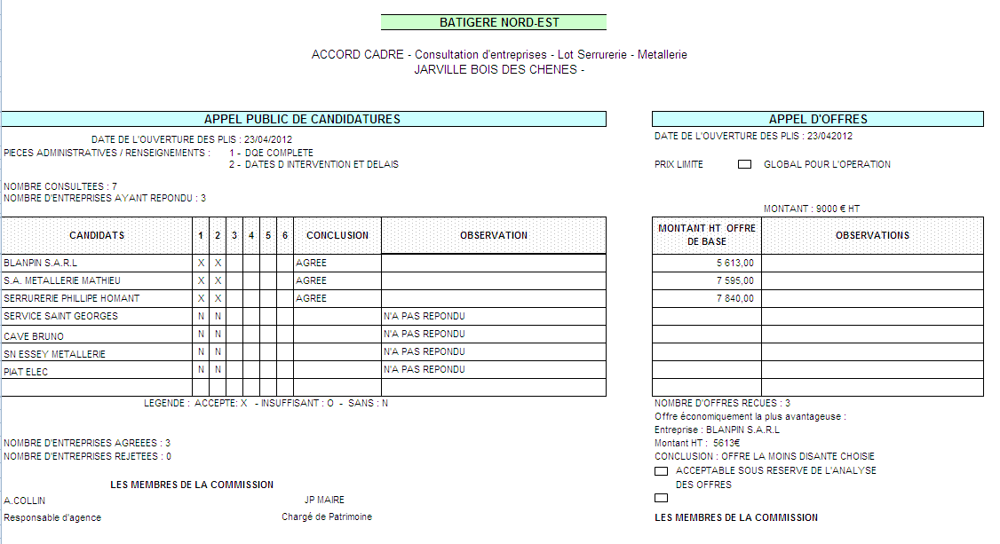 BATIGERE NORD-EST
ACCORD CADRE - Consultation d'entreprises - Lot Serrurerie - Metallerie
JARVILLE BOIS DES CHENES -
APPEL PUBLIC DE CANDIDATURES
DATE DE L'OUVERTURE DES PLIS : 23/04/2012
PIECES ADMINISTRATIVES / RENSEIGNEMENTS : 1 - DQE COMPLETE
2 - DATES D INTERVENTION ET DELAIS
NOMBRE CONSULTEES : 7
NOMBRE D'ENTREPRISES AYANT REPONDU : 3
CANDIDATS 1 2 3 4 5 6 CONCLUSION OBSERVATION
BLANPIN S.A.R.L X X AGREE
S.A. METALLERIE MATHIEU X X AGREE
SERRURERIE PHILLIPE HOMANT X X AGREE
SERVICE SAINT GEORGES N N N'A PAS REPONDU
CAVE BRUNO N N N'A PAS REPONDU
SN ESSEY METALLERIE N N N'A PAS REPONDU
PIAT ELEC N N N'A PAS REPONDU
LEGENDE : ACCEPTE: X - INSUFFISANT : O - SANS : N
NOMBRE D'ENTREPRISES AGREEES : 3
NOMBRE D'ENTREPRISES REJETEES : 0
LES MEMBRES DE LA COMMISSION
A.COLLIN JP MAIRE
Responsable d'agence Chargé de Patrimoine
APPEL D'OFFRES
DATE DE L'OUVERTURE DES PLIS : 23/042012
PRIX LIMITE GLOBAL POUR L'OPERATION
MONTANT : 9000 € HT
MONTANT HT OFFRE DE BASE OBSERVATIONS
5 613,00
7 595,00
7 840,00
NOMBRE D'OFFRES RECUES : 3
Offre économiquement la plus avantageuse :
Entreprise : BLANPIN S.A.R.L
Montant HT : 5613€
CONCLUSION : OFFRE LA MOINS DISANTE CHOISIE
ACCEPTABLE SOUS RESERVE DE L'ANALYSE
DES OFFRES
LES MEMBRES DE LA COMMISSION